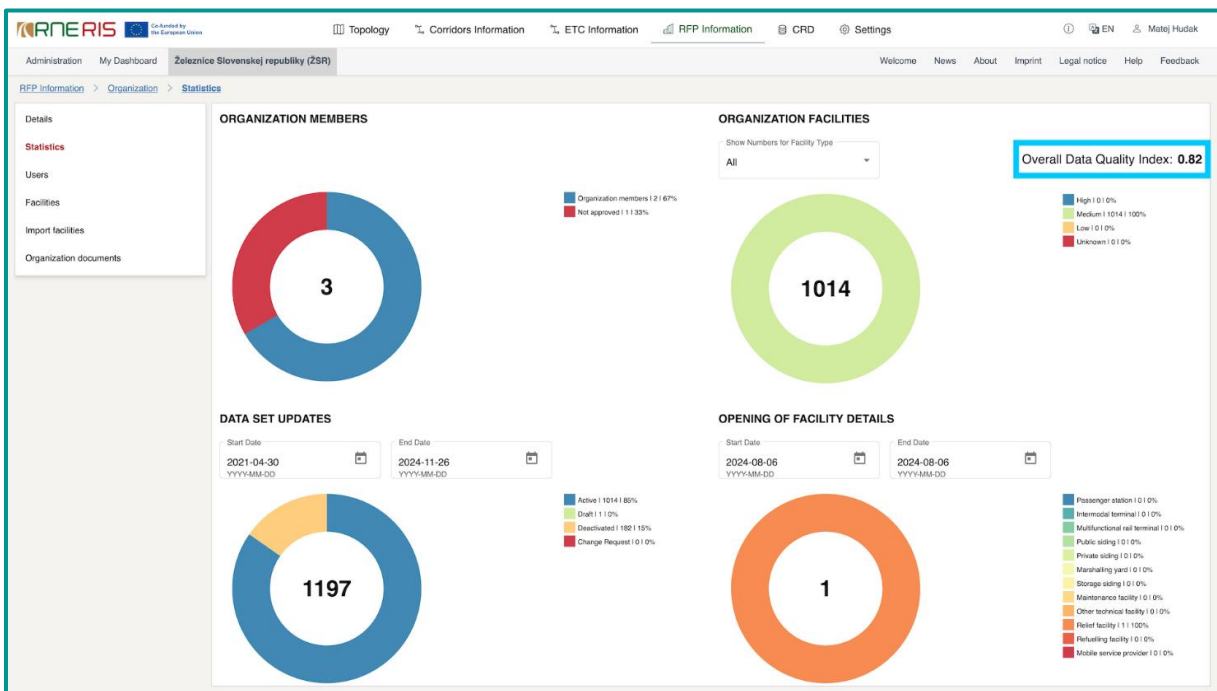 RNE ERIS Co-funded by the European Union
Topology Corridors Information ETC Information RFP Information CRD Settings EN Matej Hudak
Administration My Dashboard Železnice Slovenskej republiky (ŽSR) Welcome News About Imprint Legal notice Help Feedback
RFP Information > Organization > Statistics
Details
Statistics
Users
Facilities
Import facilities
Organization documents
ORGANIZATION MEMBERS
Organization members | 2 | 67%
Not approved | 1 | 33%
3
ORGANIZATION FACILITIES
Show Numbers for Facility Type
All
Overall Data Quality Index: 0.82
High | 0 | 0%
Medium | 1014 | 100%
Low | 0 | 0%
Unknown | 0 | 0%
1014
DATA SET UPDATES
Start Date
2021-04-30
YYYY-MM-DD
End Date
2024-11-26
YYYY-MM-DD
Active | 1014 | 85%
Draft | 1 | 0%
Deactivated | 182 | 15%
Change Request | 0 | 0%
1197
OPENING OF FACILITY DETAILS
Start Date
2024-08-06
YYYY-MM-DD
End Date
2024-08-06
YYYY-MM-DD
Passenger station | 0 | 0%
Intermodal terminal | 0 | 0%
Multifunctional rail terminal | 0 | 0%
Public siding | 0 | 0%
Private siding | 0 | 0%
Marshalling yard | 0 | 0%
Storage siding | 0 | 0%
Maintenance facility | 0 | 0%
Other technical facility | 0 | 0%
Relief facility | 1 | 100%
Refuelling facility | 0 | 0%
Mobile service provider | 0 | 0%
1